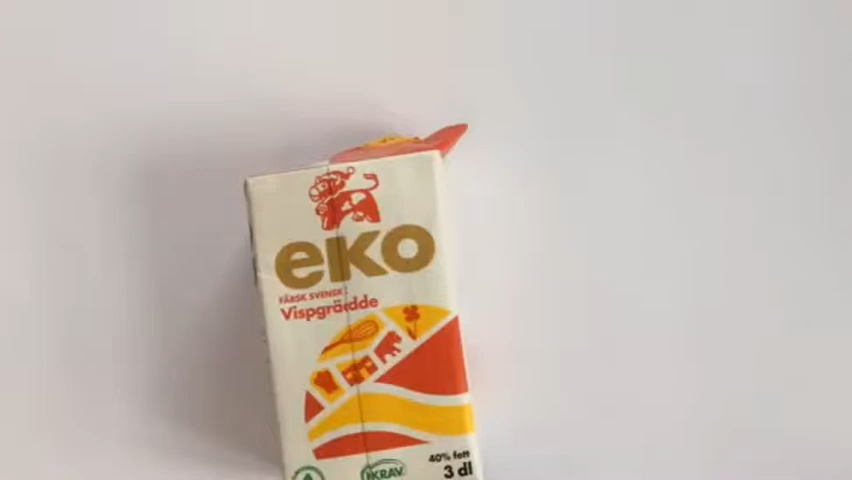 eko
FÄRSK SVENSK
Vispgrädde
40% fett
3 dl
KRAV